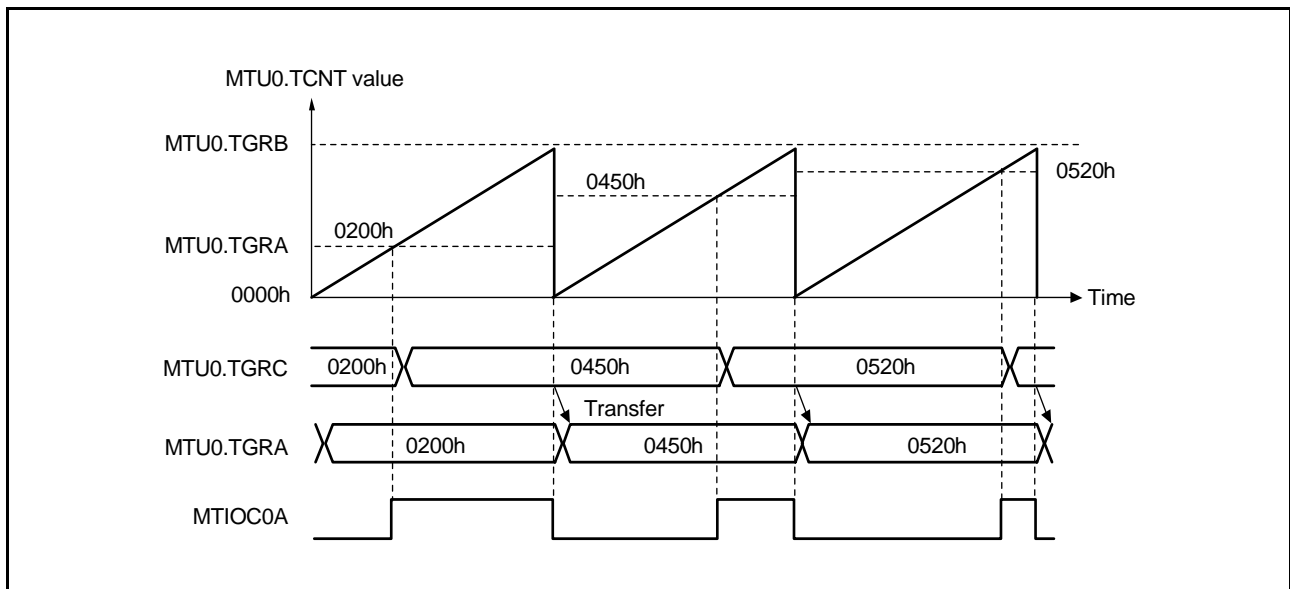 MTU0.TCNT value
MTU0.TGRB
0450h
0520h
0200h
MTU0.TGRA
0000h
Time
MTU0.TGRC
0200h
0450h
0520h
Transfer
MTU0.TGRA
0200h
0450h
0520h
MTIOC0A